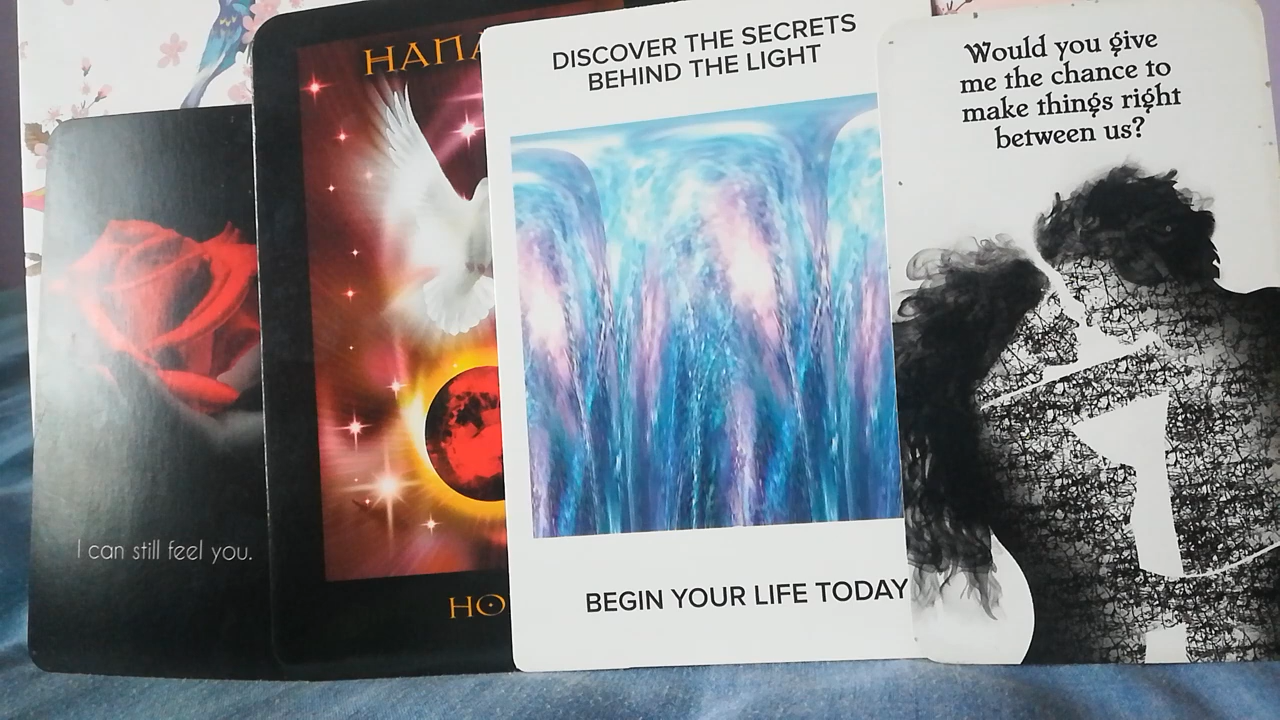 I can still feel you.
DISCOVER THE SECRETS
BEHIND THE LIGHT
BEGIN YOUR LIFE TODAY
Would you give
me the chance to
make things right
between us?